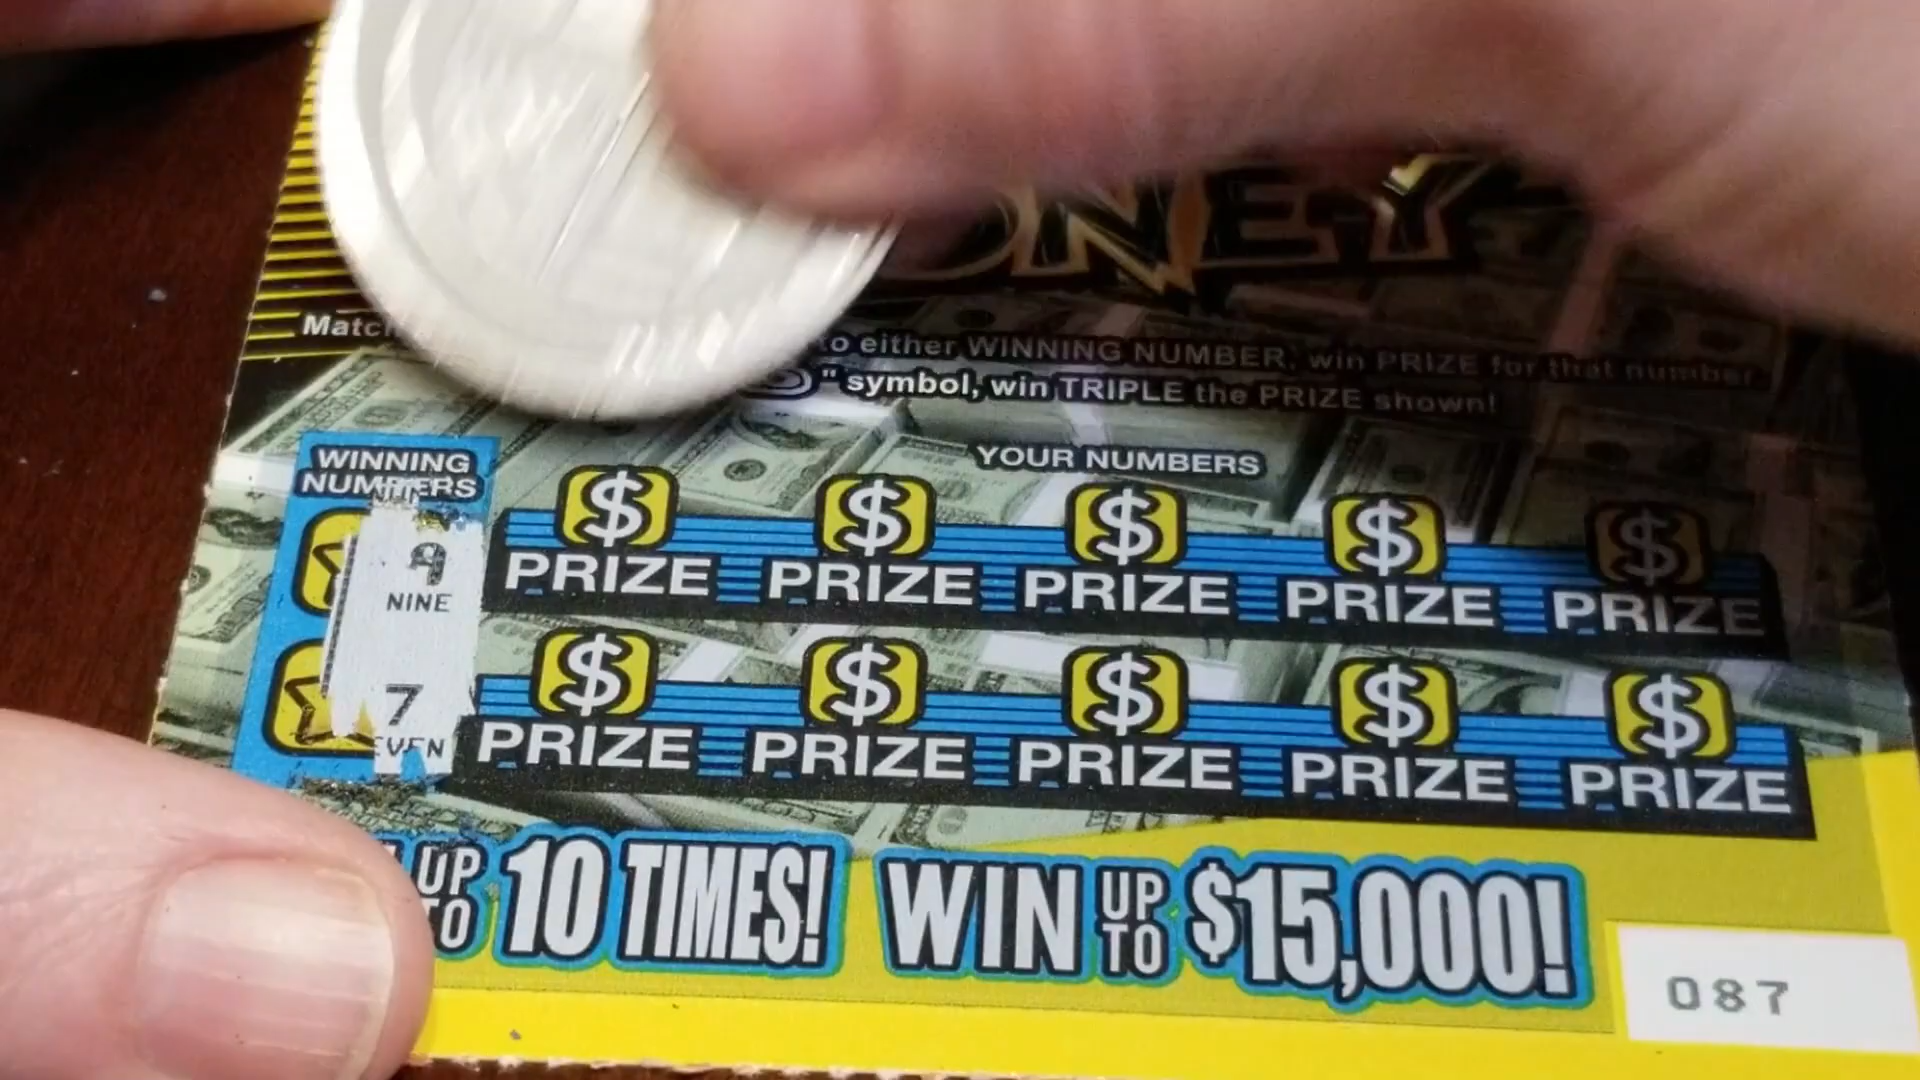 ONEY
Match to either WINNING NUMBER, win PRIZE for that number.
" symbol, win TRIPLE the PRIZE shown!
WINNING
NUMBERS
YOUR NUMBERS
9
NINE
$ $ $ $ $
PRIZE PRIZE PRIZE PRIZE PRIZE
7
EVEN
$ $ $ $ $
PRIZE PRIZE PRIZE PRIZE PRIZE
UP TO 10 TIMES! WIN UP TO $15,000!
087